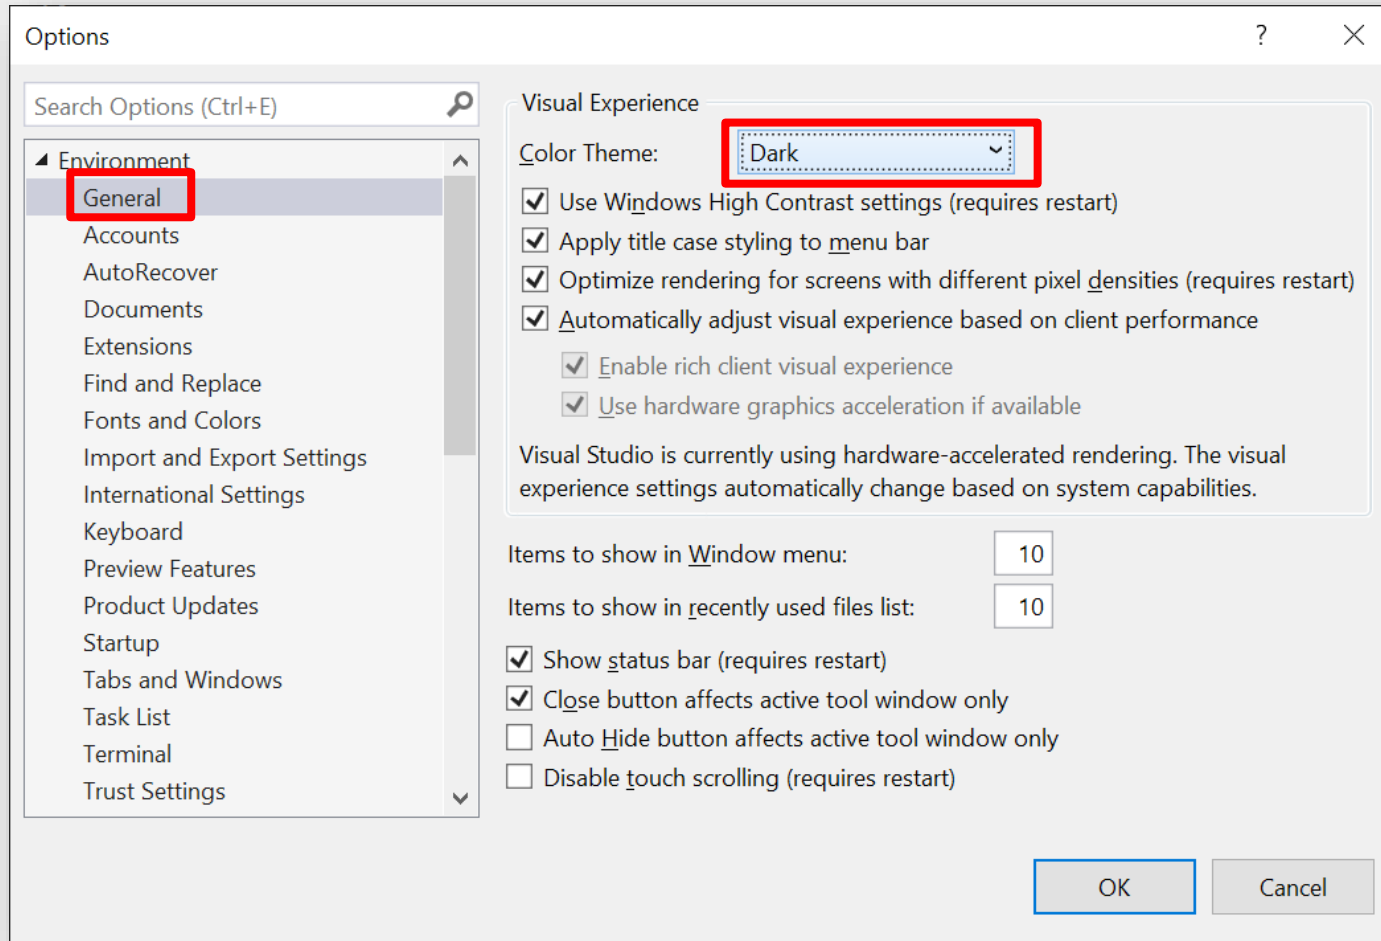 Options
?
Search Options (Ctrl+E)
Environment
General
Accounts
AutoRecover
Documents
Extensions
Find and Replace
Fonts and Colors
Import and Export Settings
International Settings
Keyboard
Preview Features
Product Updates
Startup
Tabs and Windows
Task List
Terminal
Trust Settings
Visual Experience
Color Theme:
Dark
Use Windows High Contrast settings (requires restart)
Apply title case styling to menu bar
Optimize rendering for screens with different pixel densities (requires restart)
Automatically adjust visual experience based on client performance
Enable rich client visual experience
Use hardware graphics acceleration if available
Visual Studio is currently using hardware-accelerated rendering. The visual
experience settings automatically change based on system capabilities.
Items to show in Window menu:
10
Items to show in recently used files list:
10
Show status bar (requires restart)
Close button affects active tool window only
Auto Hide button affects active tool window only
Disable touch scrolling (requires restart)
OK
Cancel